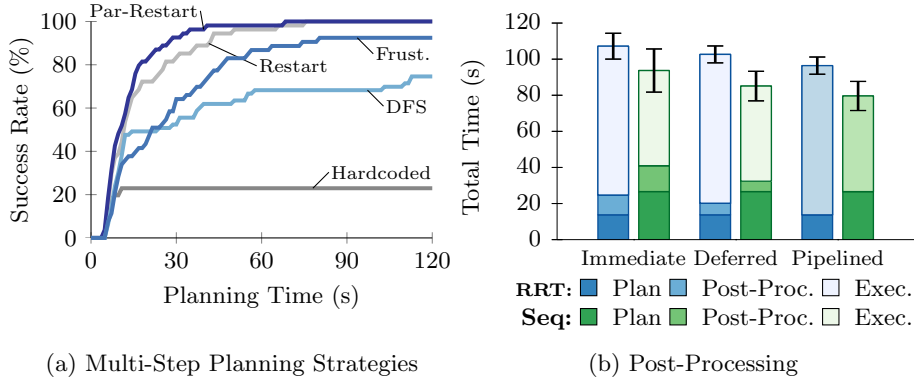 Success Rate (%)
100
80
60
40
20
0
Par-Restart
Restart
Frust.
DFS
Hardcoded
0 30 60 90 120
Planning Time (s)
(a) Multi-Step Planning Strategies
Total Time (s)
120
100
80
60
40
20
0
Immediate Deferred Pipelined
RRT: Plan Post-Proc. Exec.
Seq: Plan Post-Proc. Exec.
(b) Post-Processing